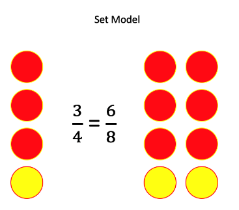 Set Model
3/4 = 6/8